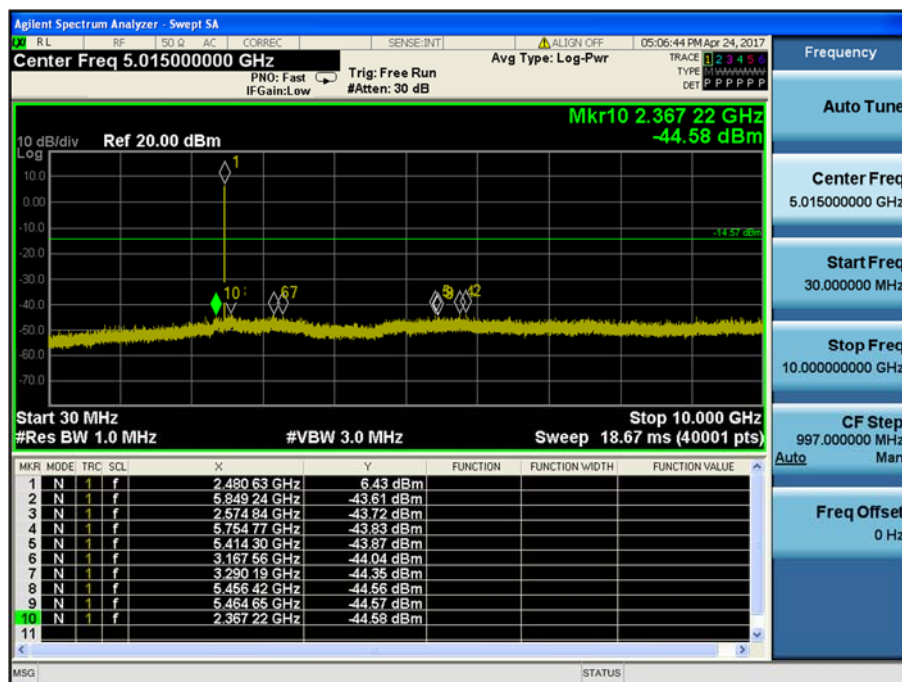 Agilent Spectrum Analyzer - Swept SA
RL RF 50 Ω AC CORREC SENSE:INT ALIGN OFF 05:06:44 PM Apr 24, 2017
Center Freq 5.015000000 GHz
PNO: Fast
IFGain:Low
Trig: Free Run
#Atten: 30 dB
Avg Type: Log-Pwr
TRACE 1 2 3 4 5 6
TYPE M WWWWW
DET P P P P P P
Mkr10 2.367 22 GHz
-44.58 dBm
10 dB/div
Log
Ref 20.00 dBm
10.0
0.00
-10.0
-20.0
-30.0
-40.0
-50.0
-60.0
-70.0
-14.57 dBm
1
10
67
42
Start 30 MHz
Stop 10.000 GHz
#Res BW 1.0 MHz
#VBW 3.0 MHz
Sweep 18.67 ms (40001 pts)
MKR MODE TRC SCL X Y FUNCTION FUNCTION WIDTH FUNCTION VALUE
1 N 1 f 2.480 63 GHz 6.43 dBm
2 N 1 f 5.849 24 GHz -43.61 dBm
3 N 1 f 2.574 84 GHz -43.72 dBm
4 N 1 f 5.754 77 GHz -43.83 dBm
5 N 1 f 5.414 30 GHz -43.87 dBm
6 N 1 f 3.167 56 GHz -44.04 dBm
7 N 1 f 3.290 19 GHz -44.35 dBm
8 N 1 f 5.456 42 GHz -44.56 dBm
9 N 1 f 5.464 65 GHz -44.57 dBm
10 N 1 f 2.367 22 GHz -44.58 dBm
11
MSG
STATUS
Frequency
Auto Tune
Center Freq
5.015000000 GHz
Start Freq
30.000000 MHz
Stop Freq
10.000000000 GHz
CF Step
997.000000 MHz
Auto Man
Freq Offset
0 Hz